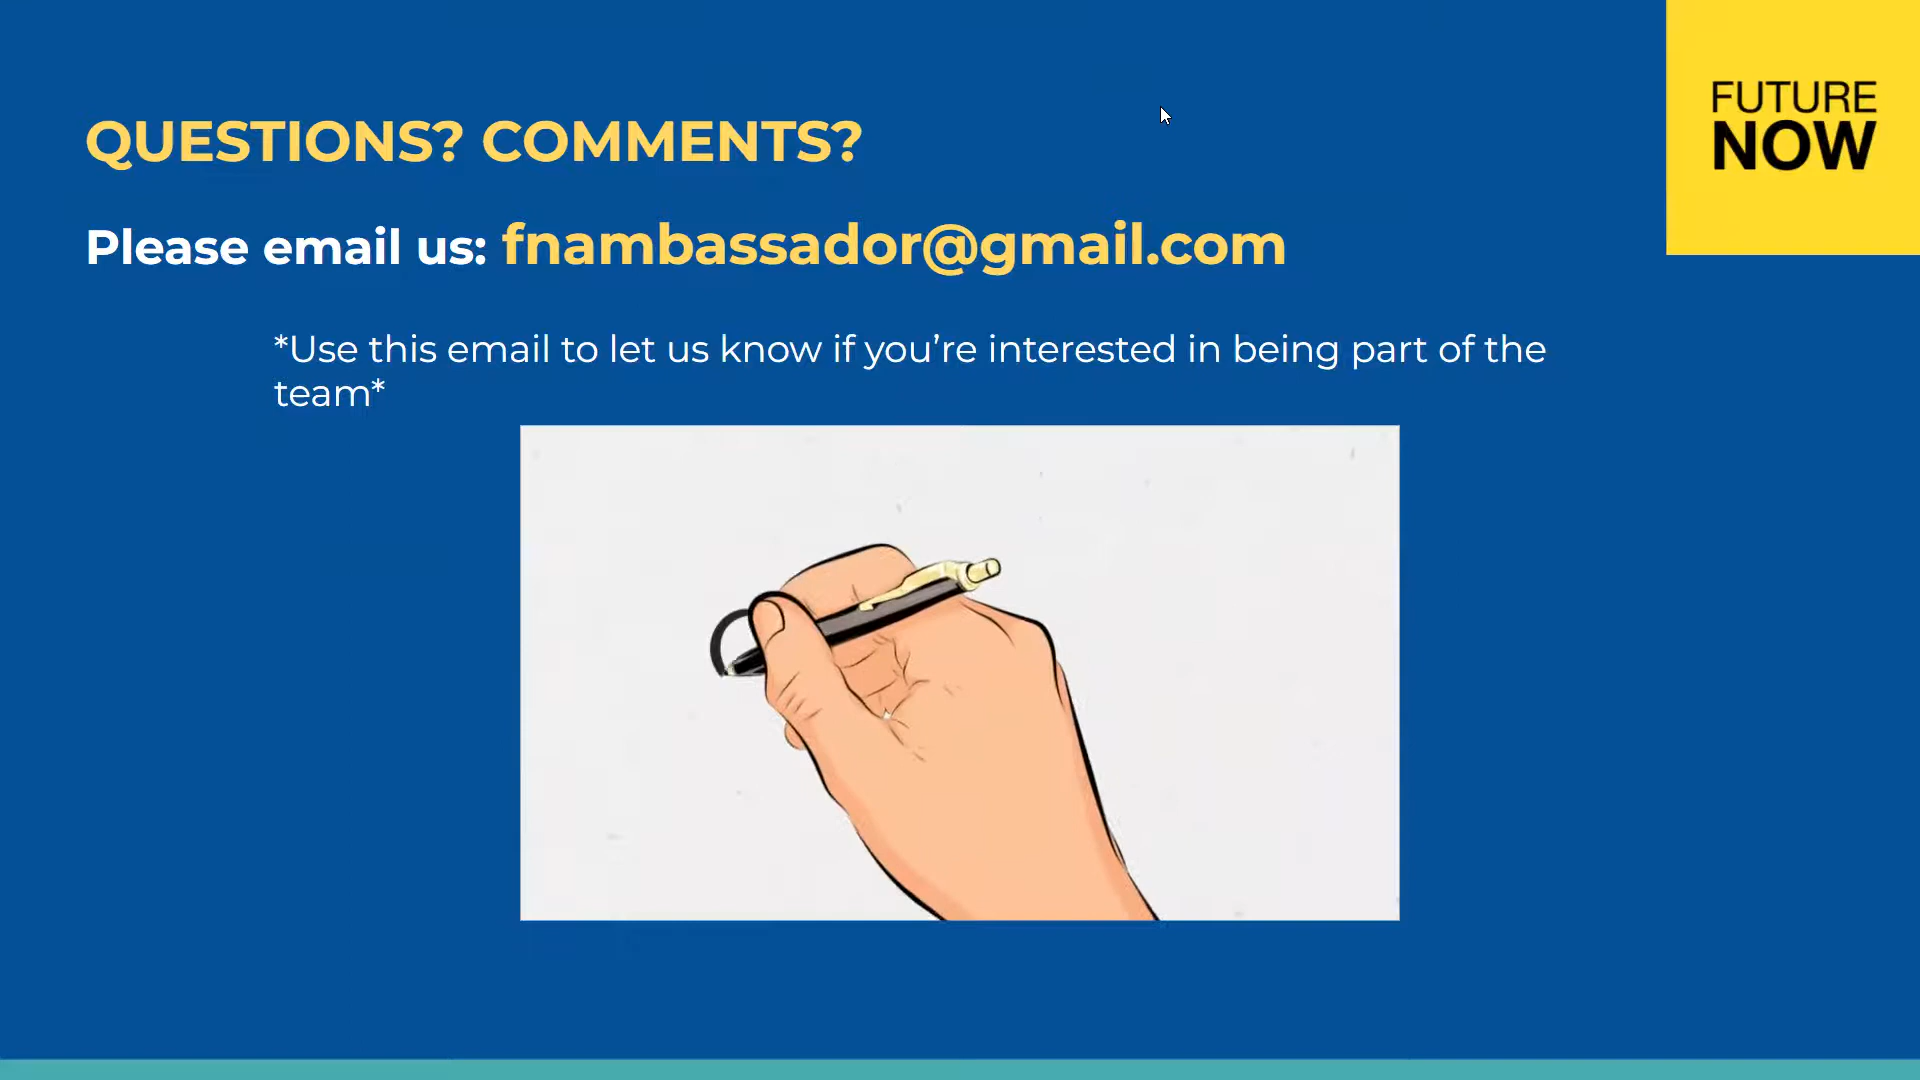 FUTURE
NOW
QUESTIONS? COMMENTS?
Please email us: fnambassador@gmail.com
*Use this email to let us know if you’re interested in being part of the
team*